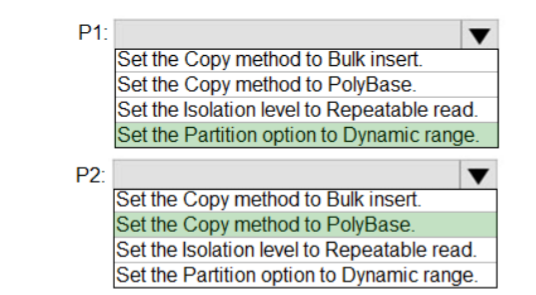 P1:
Set the Copy method to Bulk insert.
Set the Copy method to PolyBase.
Set the Isolation level to Repeatable read.
Set the Partition option to Dynamic range.
P2:
Set the Copy method to Bulk insert.
Set the Copy method to PolyBase.
Set the Isolation level to Repeatable read.
Set the Partition option to Dynamic range.